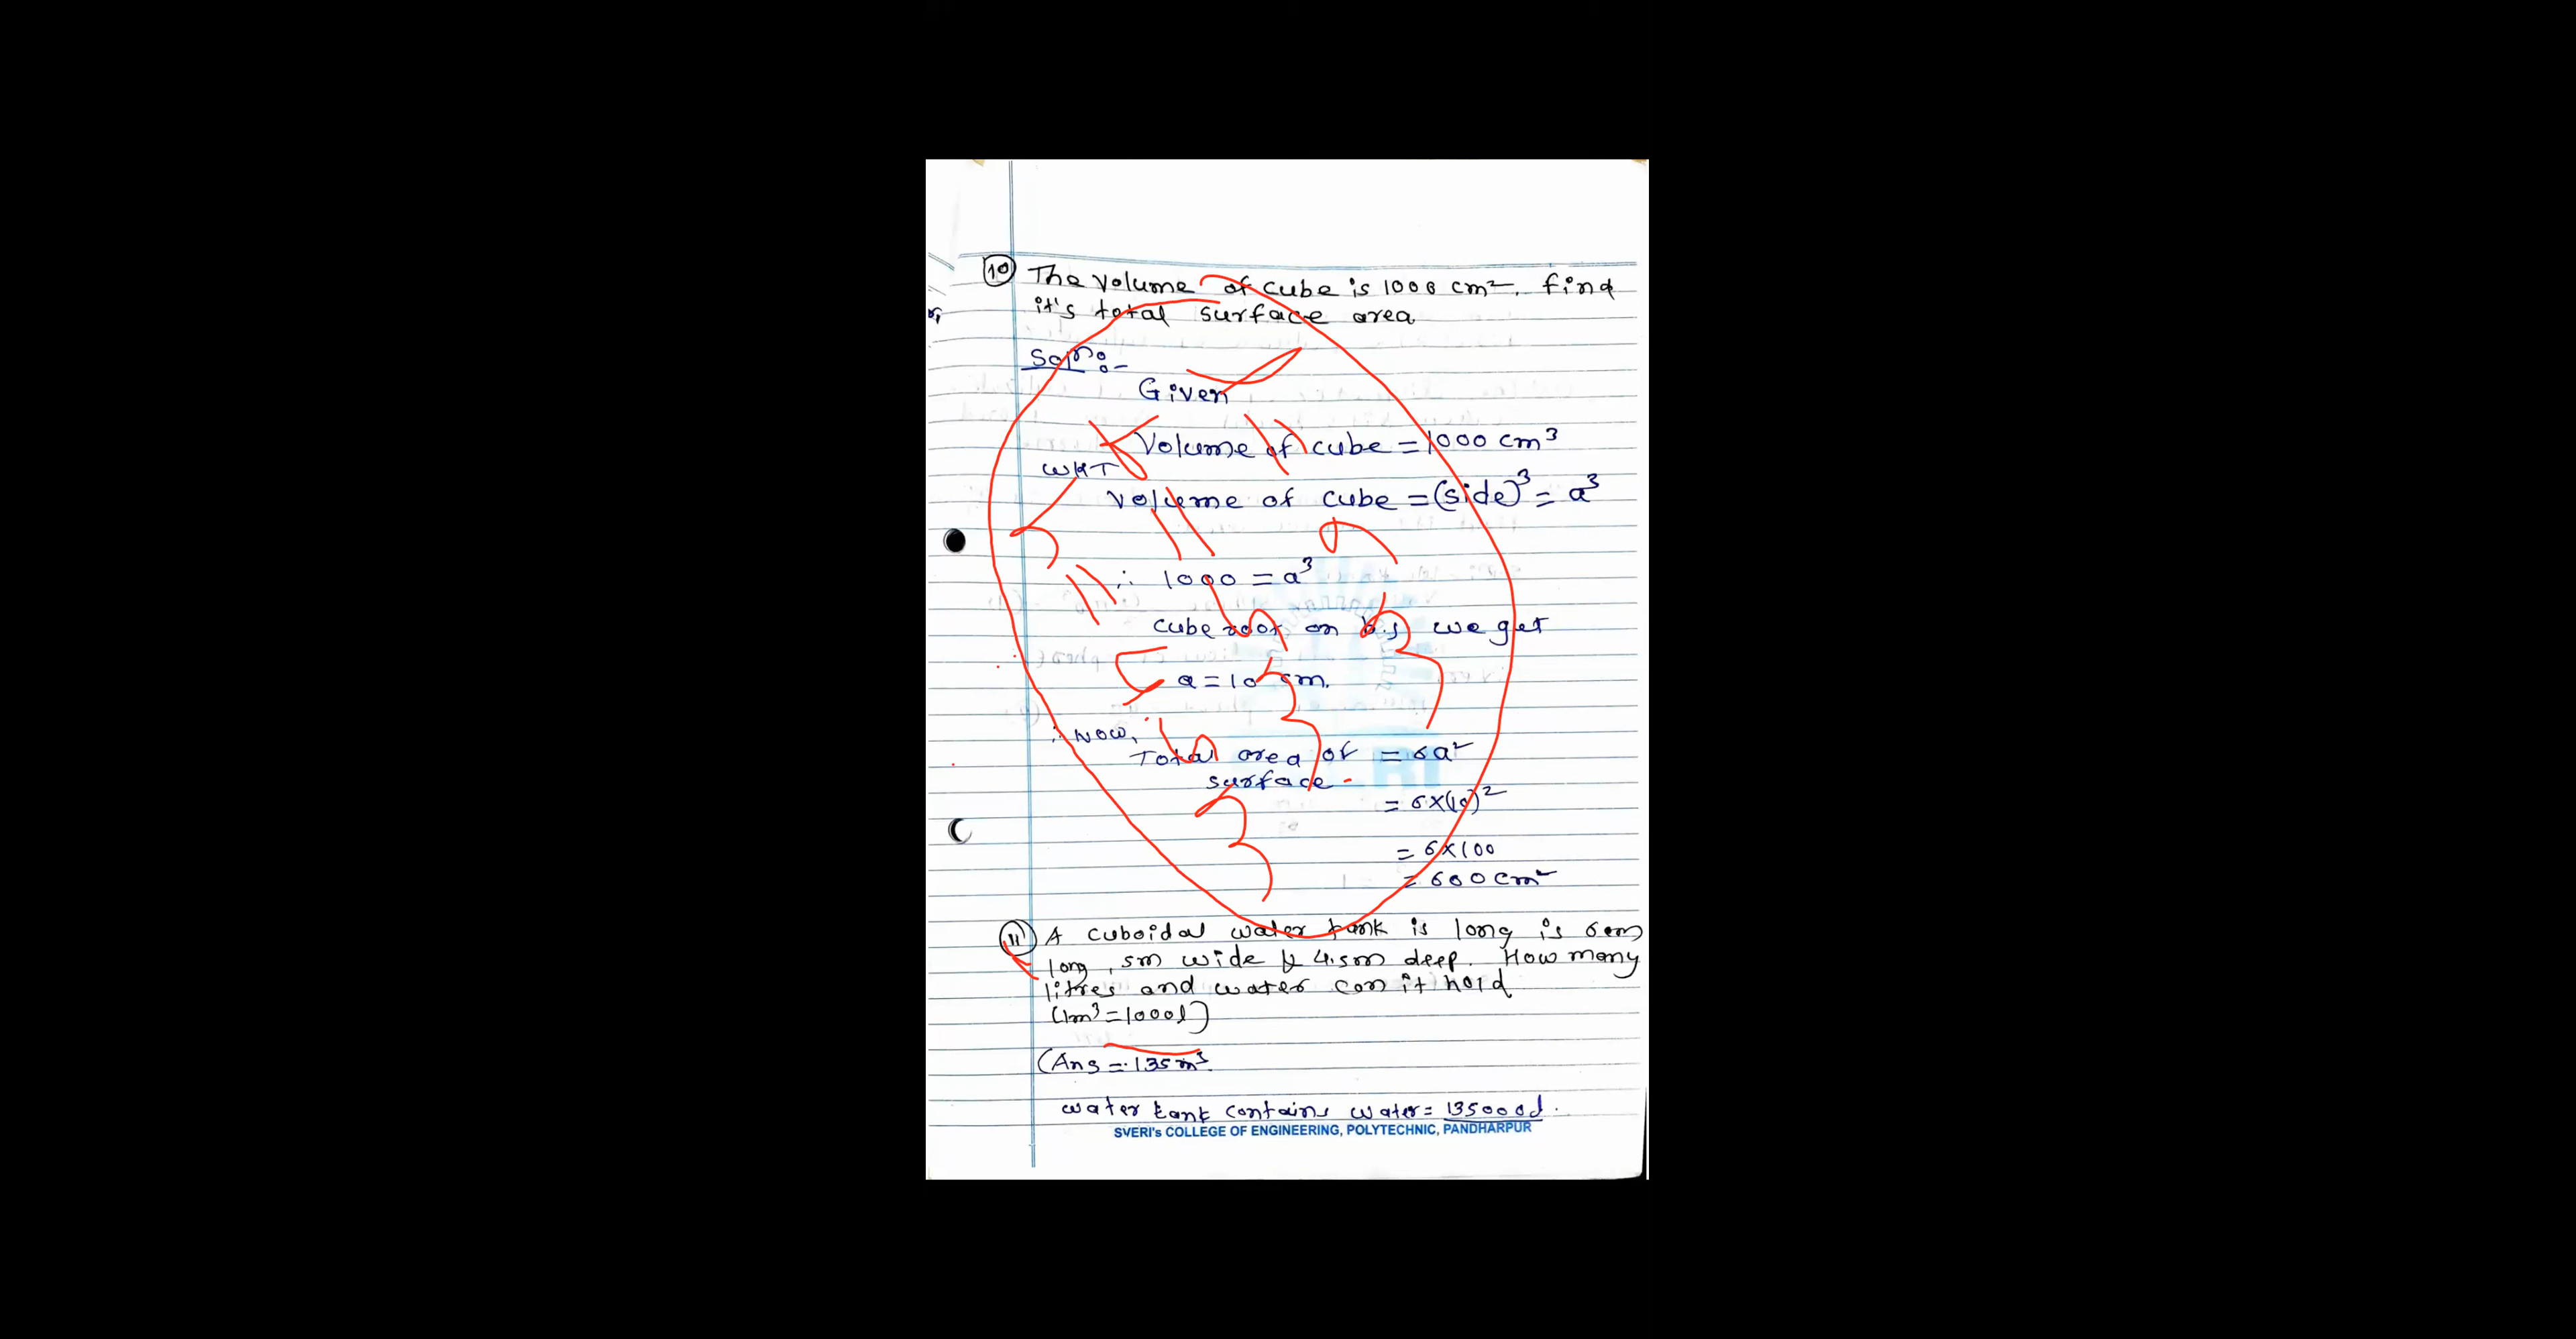 10 The volume of cube is 1000 cm², find
it's total surface area
Solⁿ :-
Given
Volume of cube = 1000 cm³
WKT
volume of cube = (side)³ = a³
∴ 1000 = a³
cube root on b.s we get
a = 10 cm.
∴ Now,
Total area of = 6a²
surface
= 6×(10)²
= 6×100
= 600 cm²
11 A cuboidal water tank is long is 6m
long, 5m wide & 4.5m deep. How many
litres and water can it hold
(1m³ = 1000l)
(Ans = 135 m³
water tank contains water = 135000l.
SVERI's COLLEGE OF ENGINEERING, POLYTECHNIC, PANDHARPUR